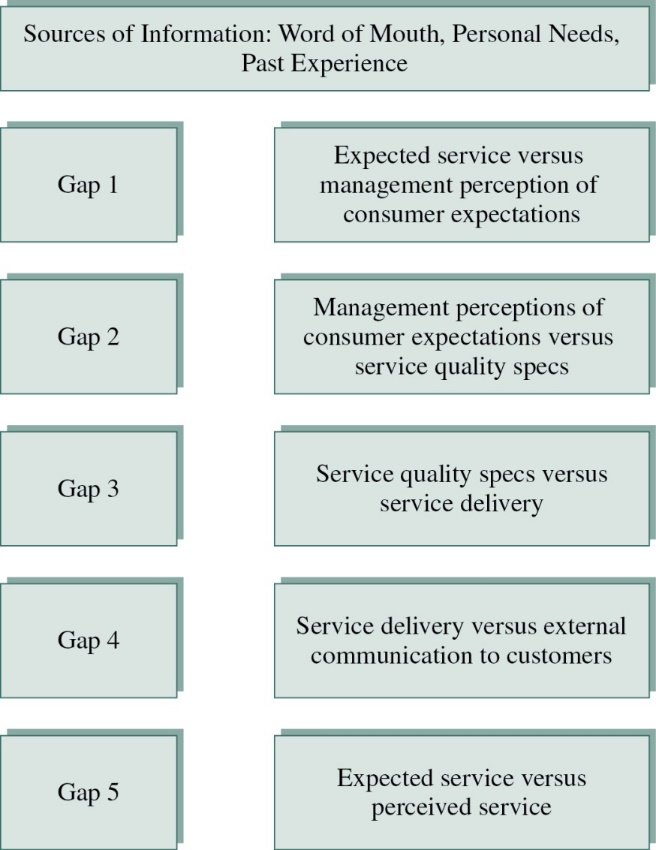 Sources of Information: Word of Mouth, Personal Needs,
Past Experience
Gap 1
Expected service versus
management perception of
consumer expectations
Gap 2
Management perceptions of
consumer expectations versus
service quality specs
Gap 3
Service quality specs versus
service delivery
Gap 4
Service delivery versus external
communication to customers
Gap 5
Expected service versus
perceived service